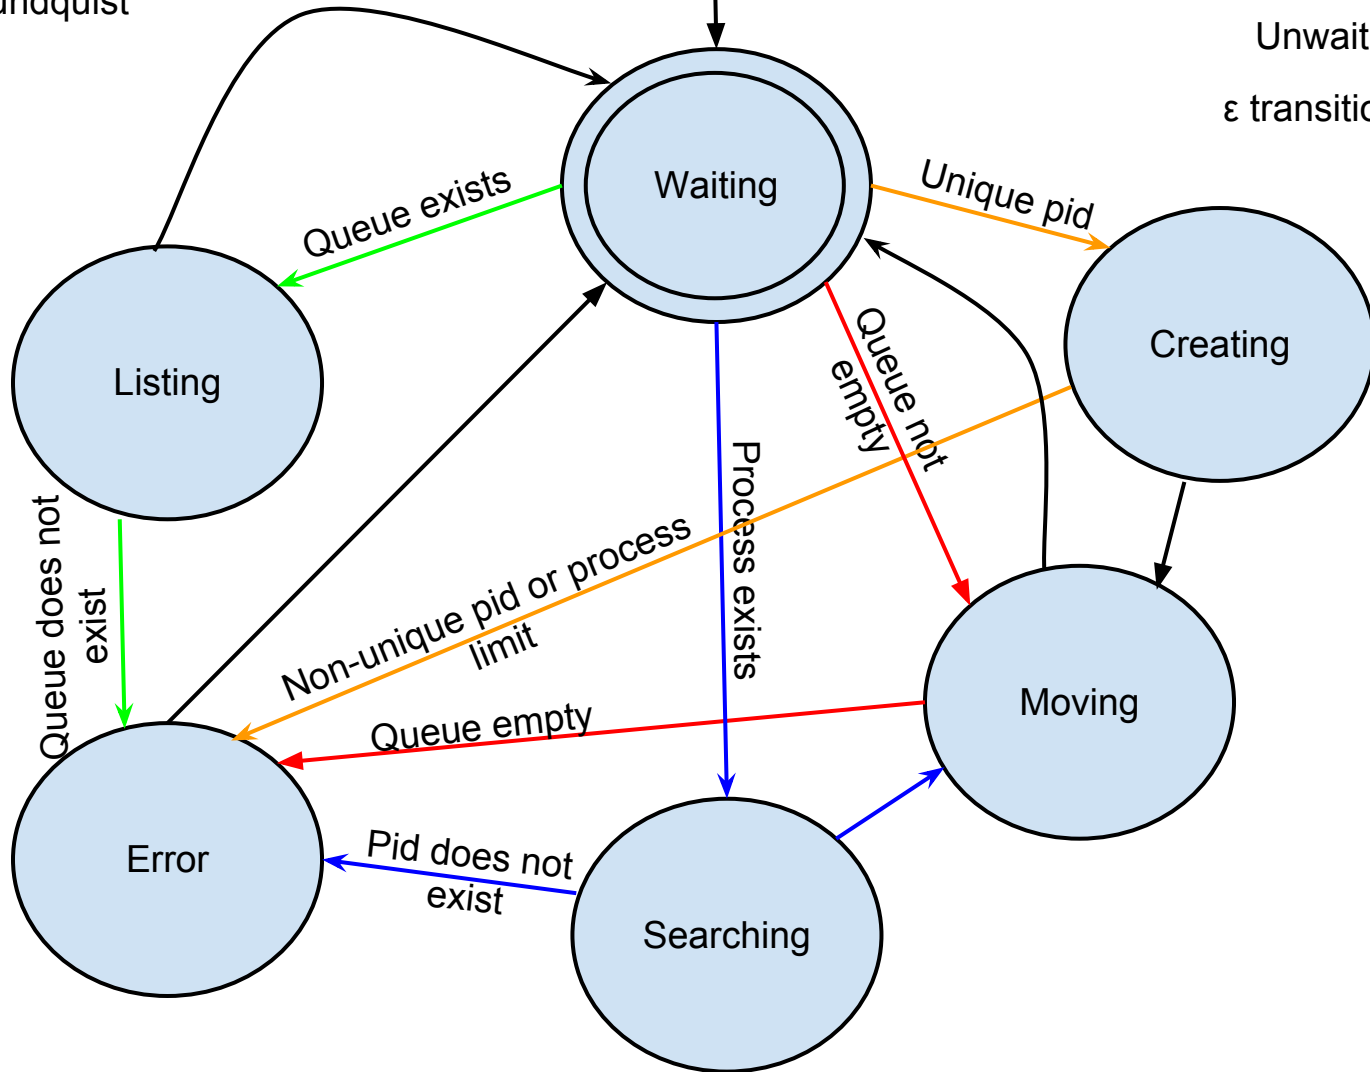 Unwait
ε transitio
Waiting
Unique pid
Queue exists
Creating
Listing
Queue not
empty
Process exists
Queue does not
exist
Non-unique pid or process
limit
Moving
Queue empty
Error
Pid does not
exist
Searching